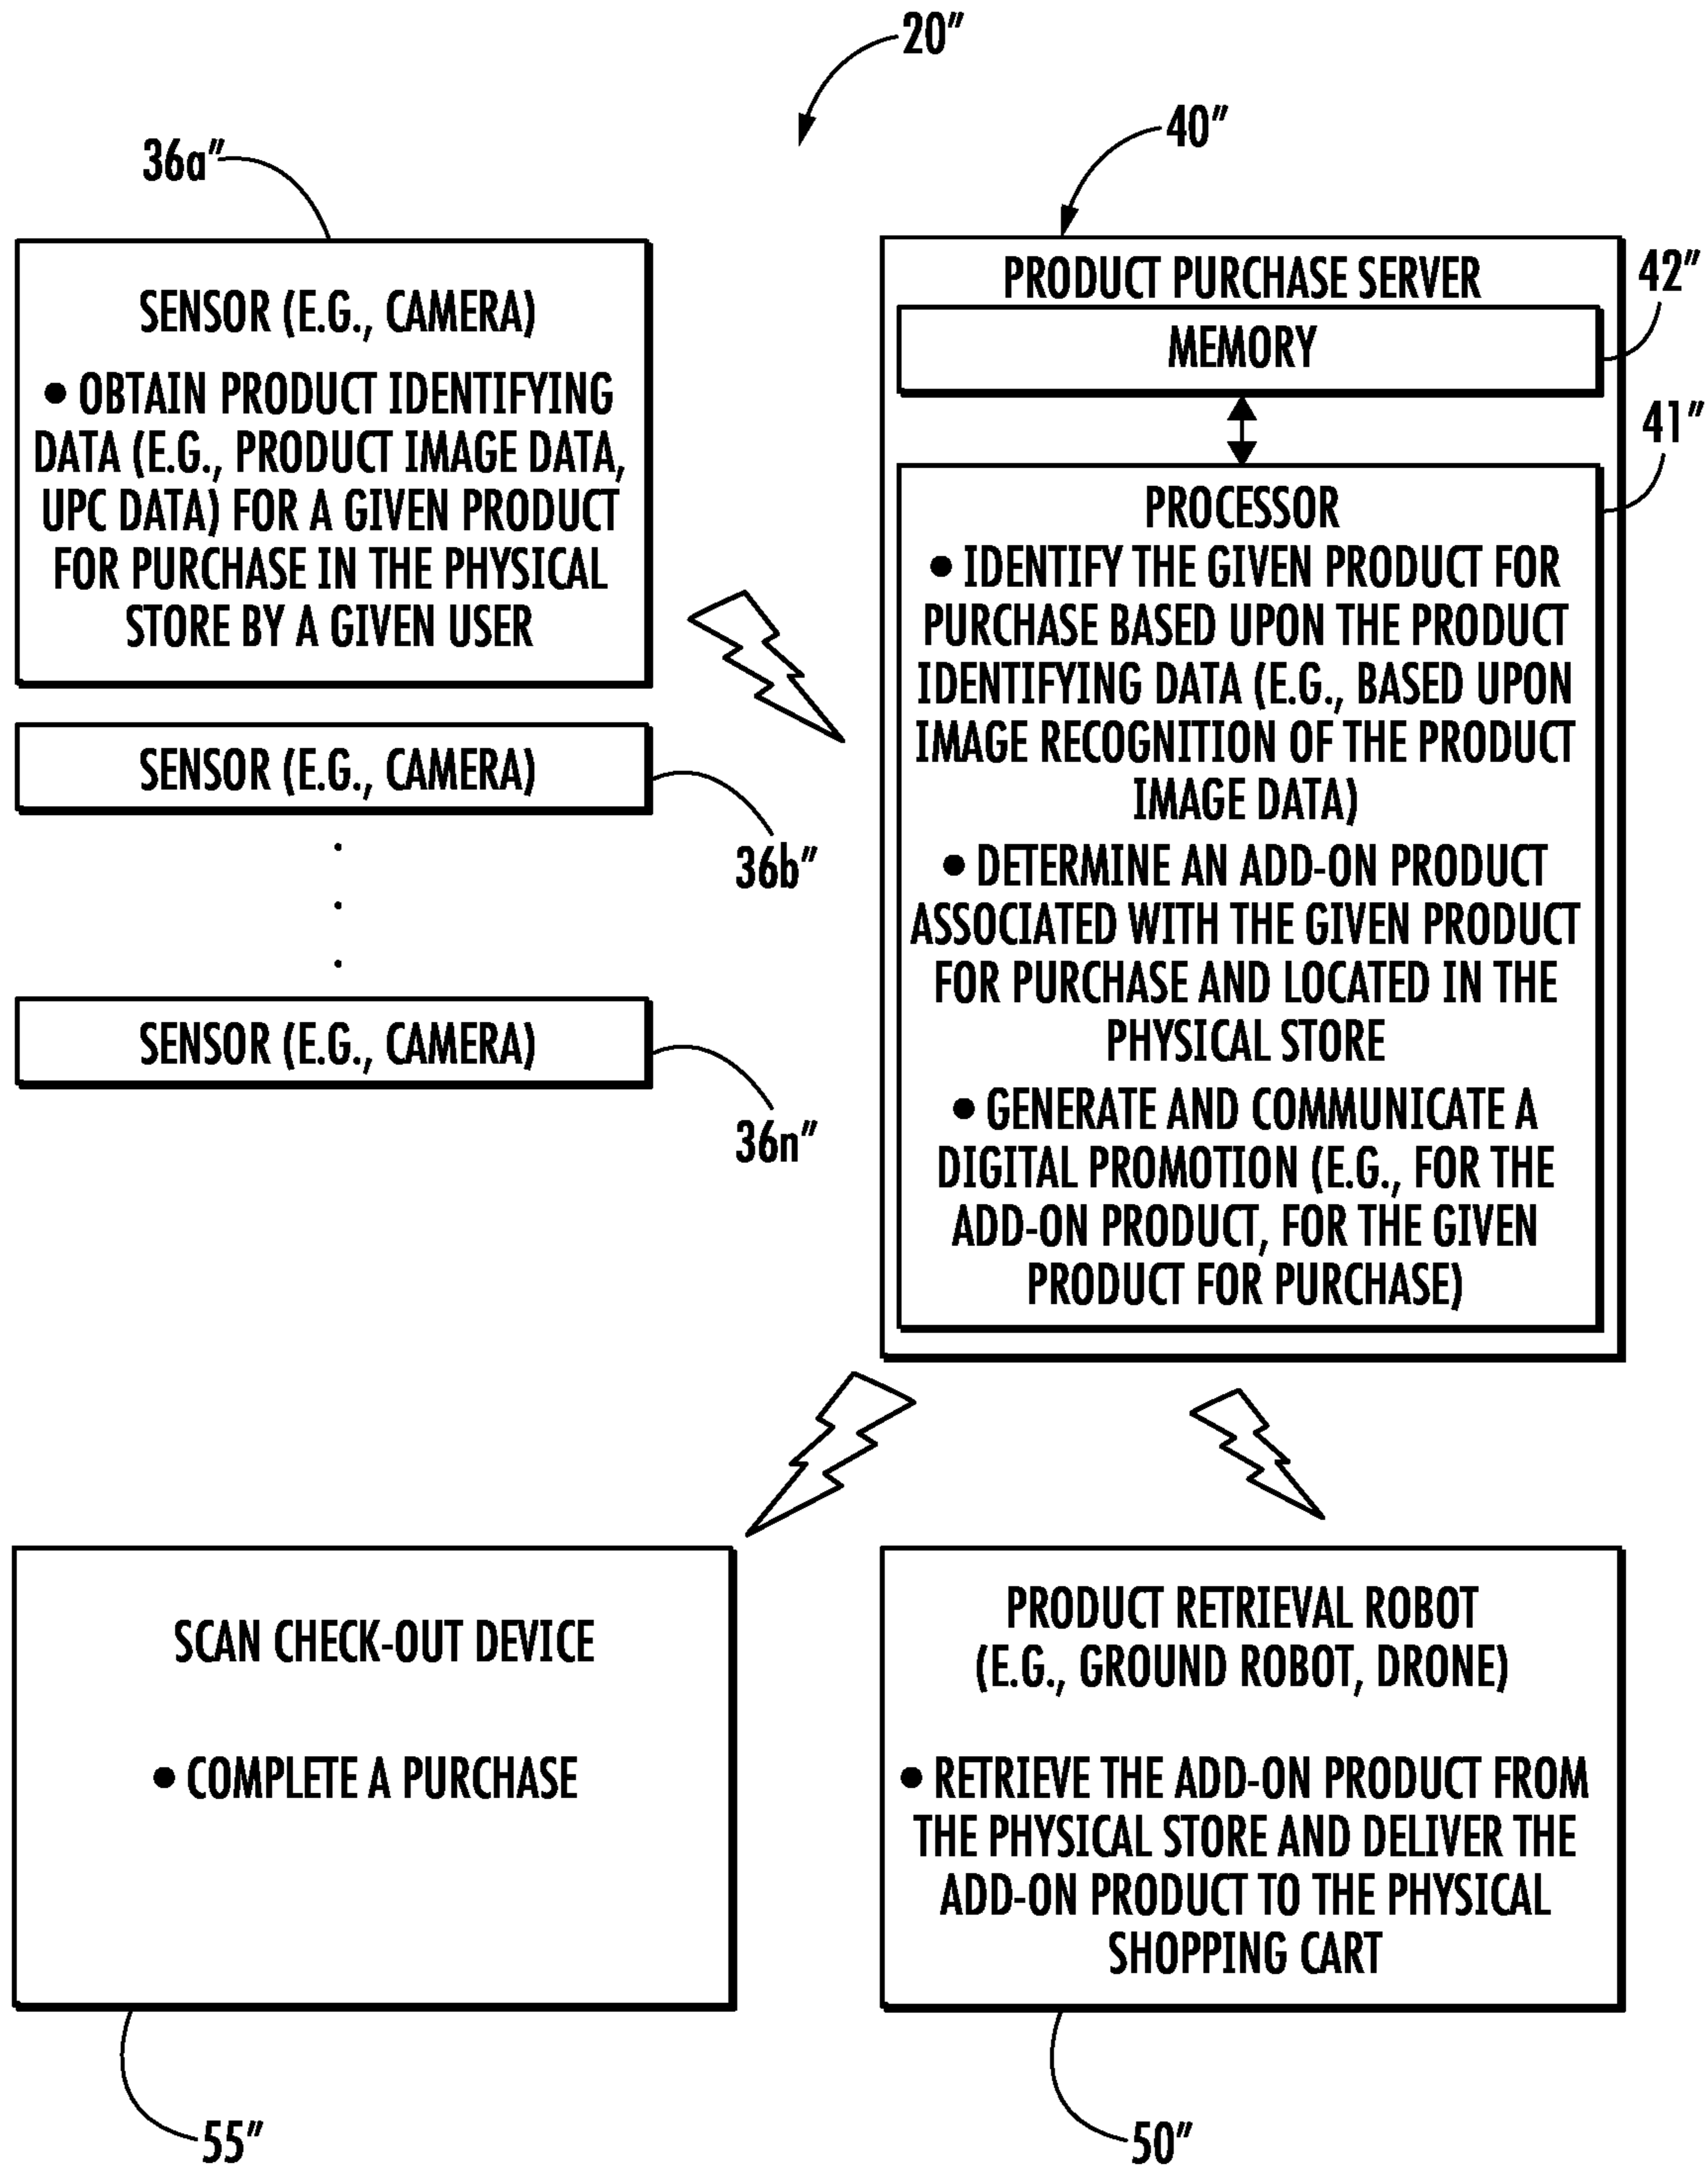 20"
40"
36a"
SENSOR (E.G., CAMERA)
● OBTAIN PRODUCT IDENTIFYING
DATA (E.G., PRODUCT IMAGE DATA,
UPC DATA) FOR A GIVEN PRODUCT
FOR PURCHASE IN THE PHYSICAL
STORE BY A GIVEN USER
SENSOR (E.G., CAMERA)
36b"
SENSOR (E.G., CAMERA)
36n"
PRODUCT PURCHASE SERVER
42"
MEMORY
41"
PROCESSOR
● IDENTIFY THE GIVEN PRODUCT FOR
PURCHASE BASED UPON THE PRODUCT
IDENTIFYING DATA (E.G., BASED UPON
IMAGE RECOGNITION OF THE PRODUCT
IMAGE DATA)
● DETERMINE AN ADD-ON PRODUCT
ASSOCIATED WITH THE GIVEN PRODUCT
FOR PURCHASE AND LOCATED IN THE
PHYSICAL STORE
● GENERATE AND COMMUNICATE A
DIGITAL PROMOTION (E.G., FOR THE
ADD-ON PRODUCT, FOR THE GIVEN
PRODUCT FOR PURCHASE)
SCAN CHECK-OUT DEVICE
● COMPLETE A PURCHASE
55"
PRODUCT RETRIEVAL ROBOT
(E.G., GROUND ROBOT, DRONE)
● RETRIEVE THE ADD-ON PRODUCT FROM
THE PHYSICAL STORE AND DELIVER THE
ADD-ON PRODUCT TO THE PHYSICAL
SHOPPING CART
50"